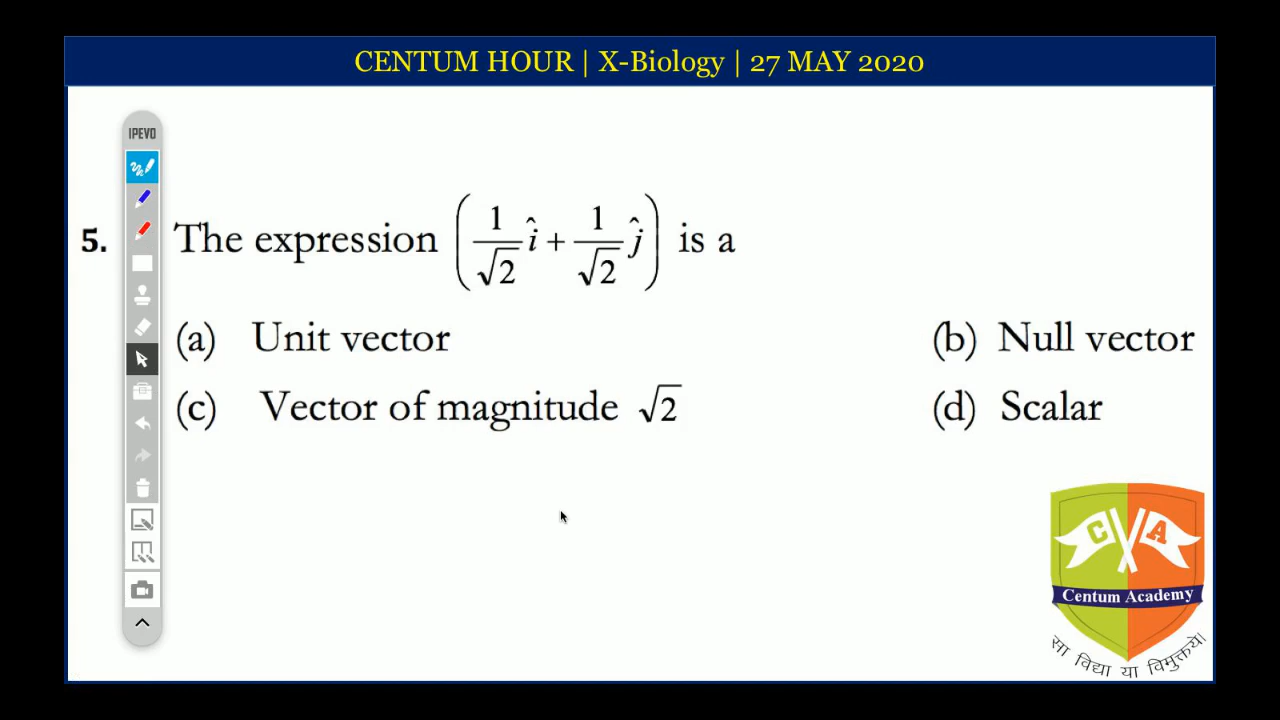 CENTUM HOUR | X-Biology | 27 MAY 2020
IPEVO
5. The expression (1/√2 î + 1/√2 ĵ) is a
(a) Unit vector (b) Null vector
(c) Vector of magnitude √2 (d) Scalar
C A
Centum Academy
सा विद्या या विमुक्तये।